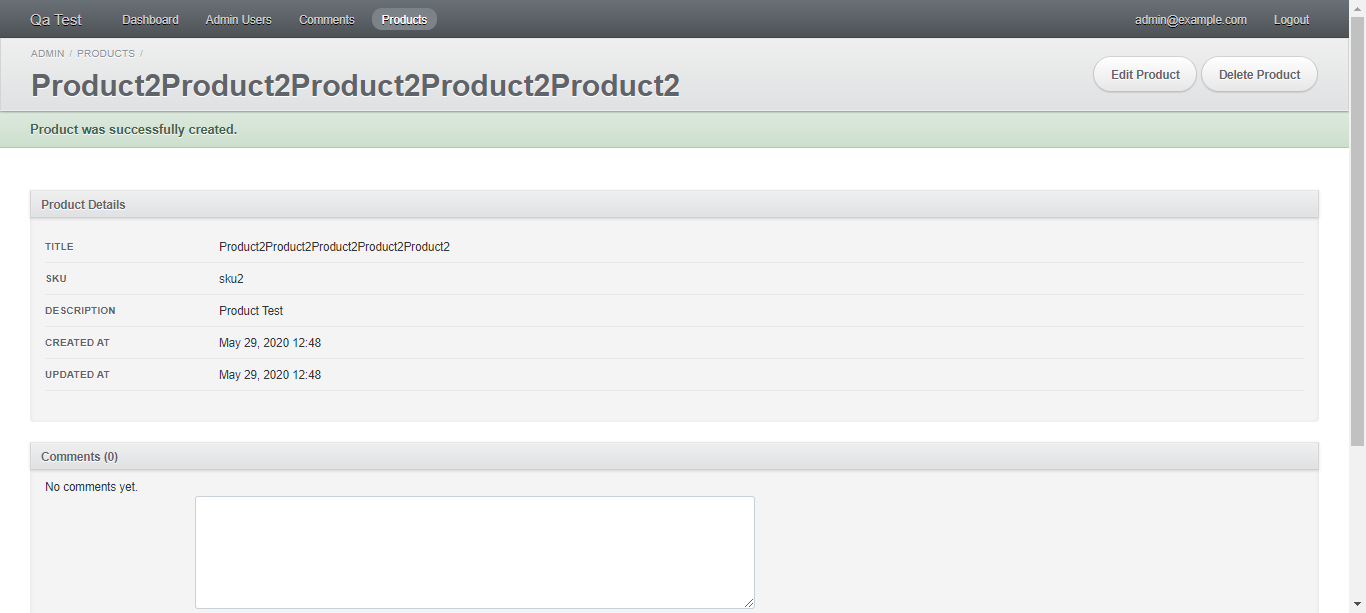 Qa Test Dashboard Admin Users Comments Products admin@example.com Logout
ADMIN / PRODUCTS /
Product2Product2Product2Product2Product2
Edit Product Delete Product
Product was successfully created.
Product Details
TITLE Product2Product2Product2Product2Product2
SKU sku2
DESCRIPTION Product Test
CREATED AT May 29, 2020 12:48
UPDATED AT May 29, 2020 12:48
Comments (0)
No comments yet.